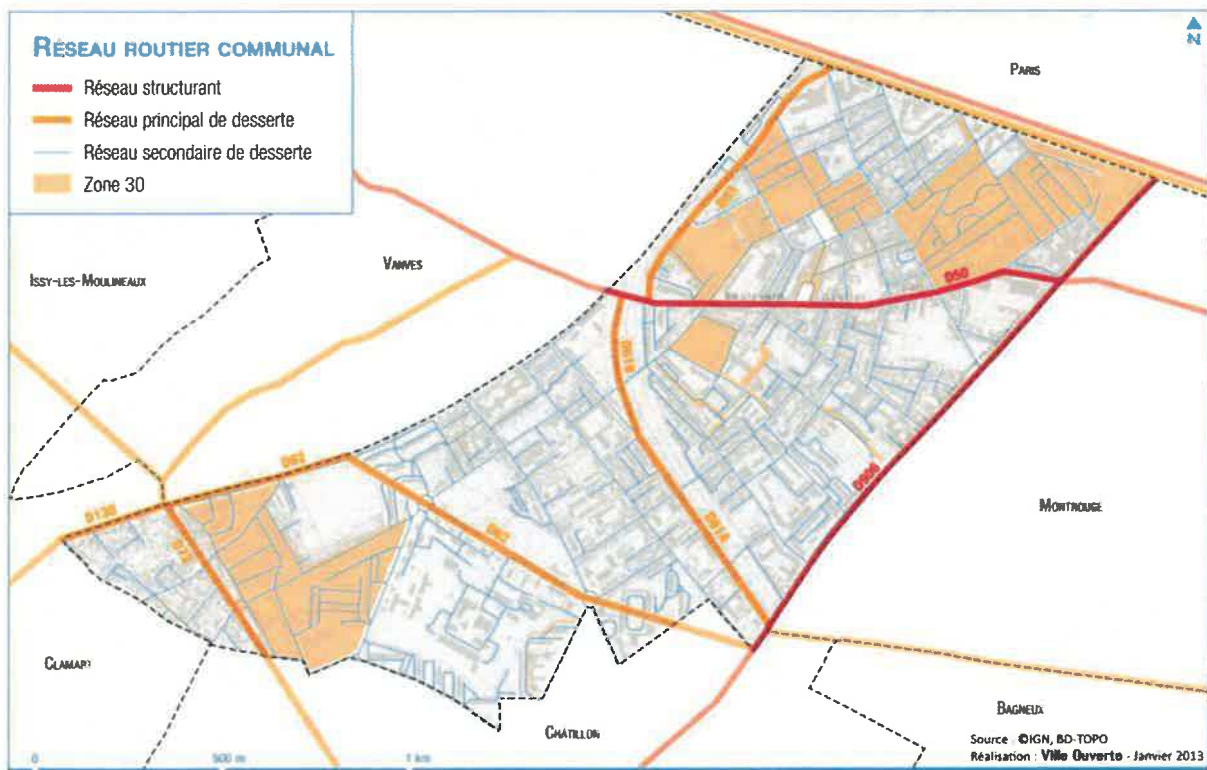 RÉSEAU ROUTIER COMMUNAL
Réseau structurant
Réseau principal de desserte
Réseau secondaire de desserte
Zone 30
N
PARIS
ISSY-LES-MOULINEAUX
VANVES
D50
D906
D62
D130
MONTROUGE
CLAMART
CHÂTILLON
BAGNEUX
0
500 m
1 km
Source : ©IGN, BD-TOPO
Réalisation : Ville Ouverte - Janvier 2013